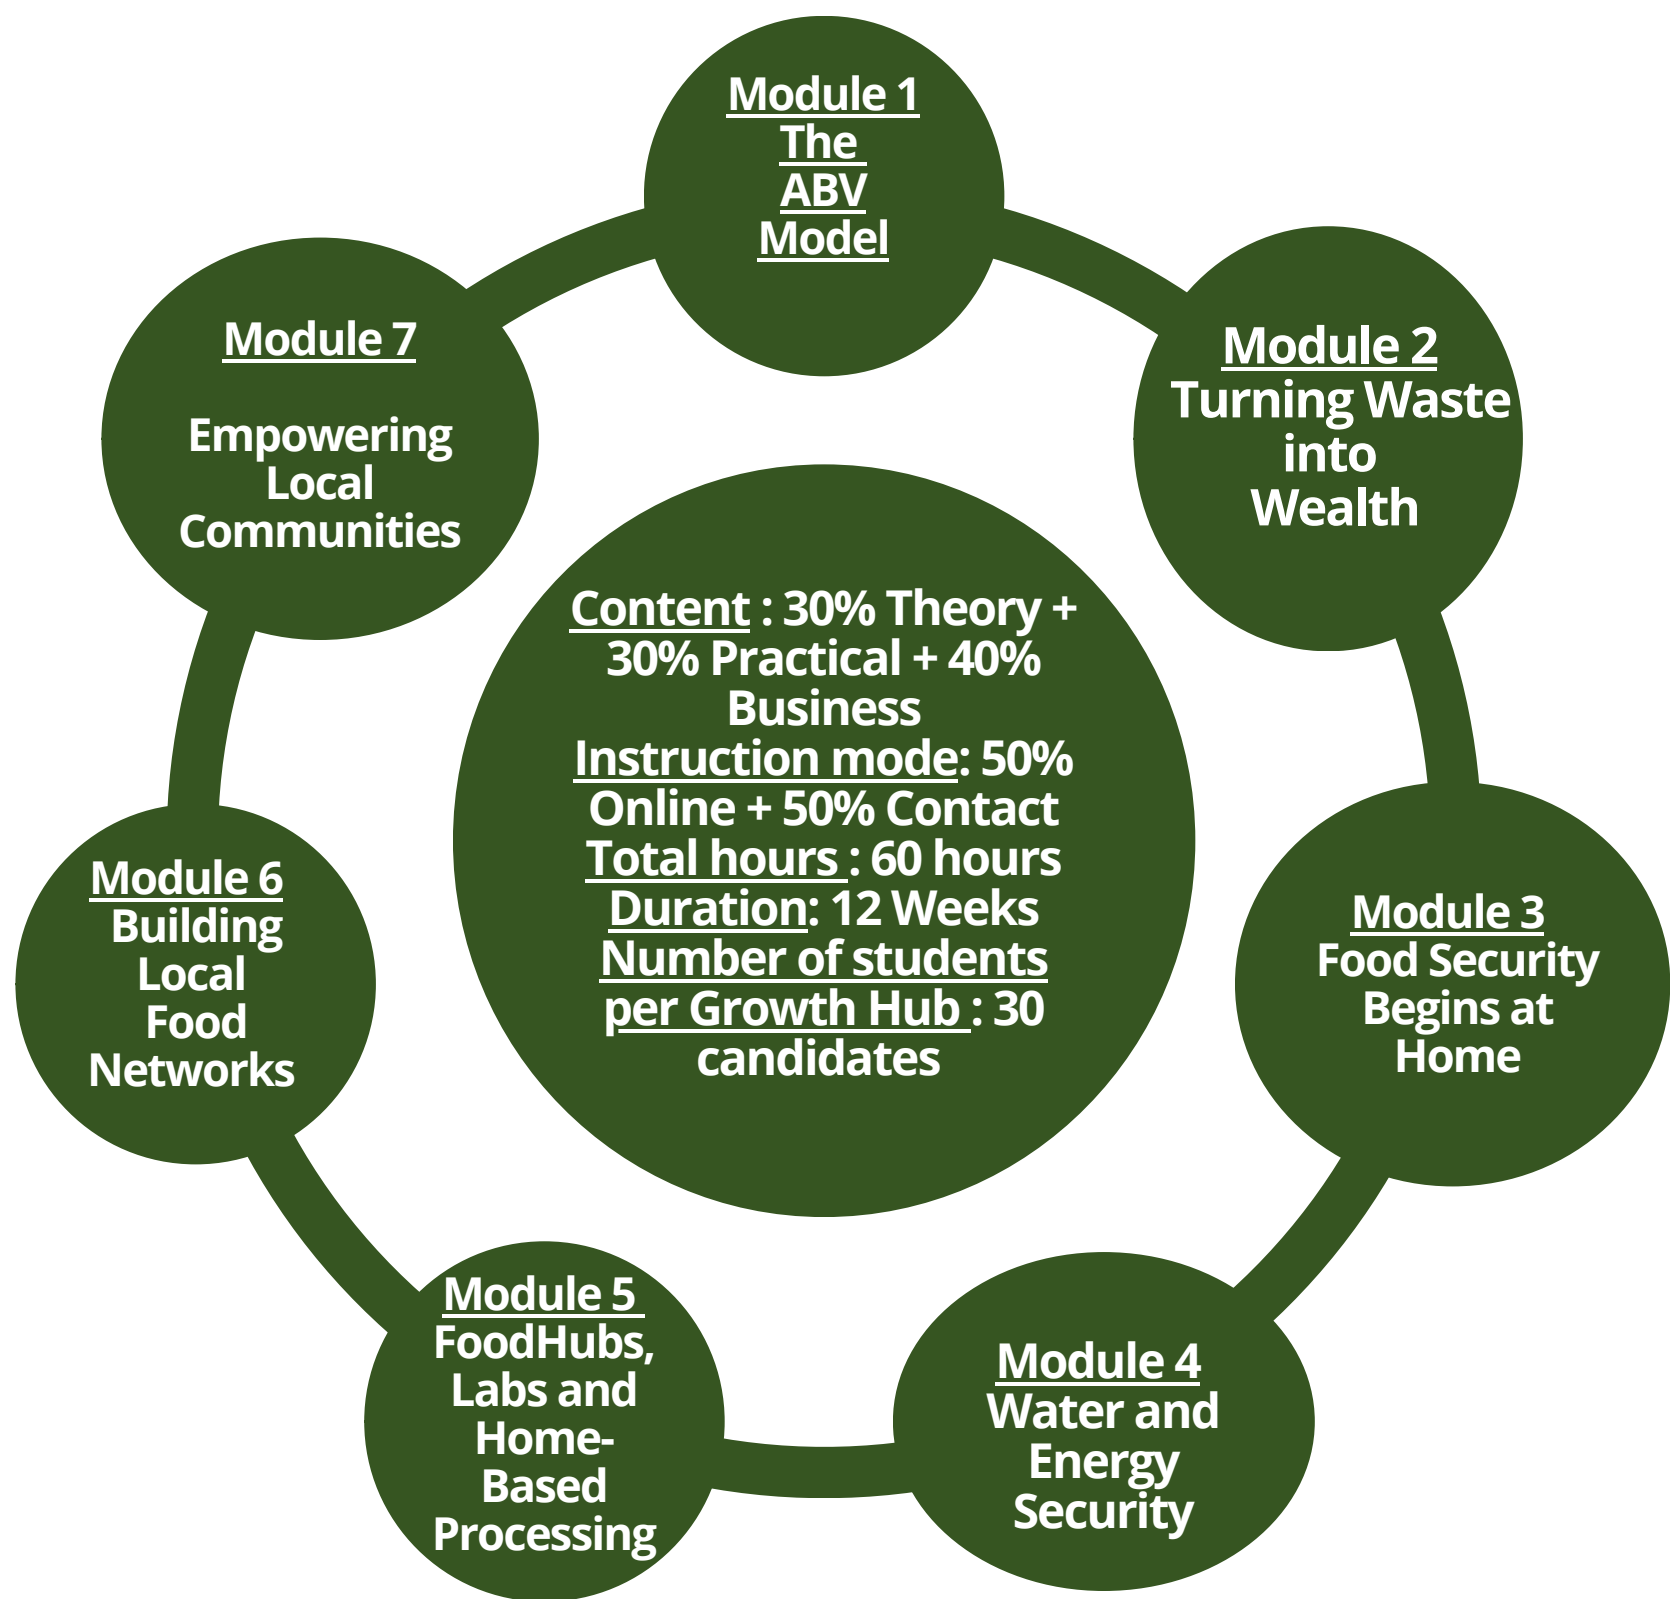 Module 1
The
ABV
Model
Module 2
Turning Waste
into
Wealth
Module 3
Food Security
Begins at
Home
Module 4
Water and
Energy
Security
Module 5
FoodHubs,
Labs and
Home-
Based
Processing
Module 6
Building
Local
Food
Networks
Module 7
Empowering
Local
Communities
Content : 30% Theory +
30% Practical + 40%
Business
Instruction mode: 50%
Online + 50% Contact
Total hours : 60 hours
Duration: 12 Weeks
Number of students
per Growth Hub : 30
candidates